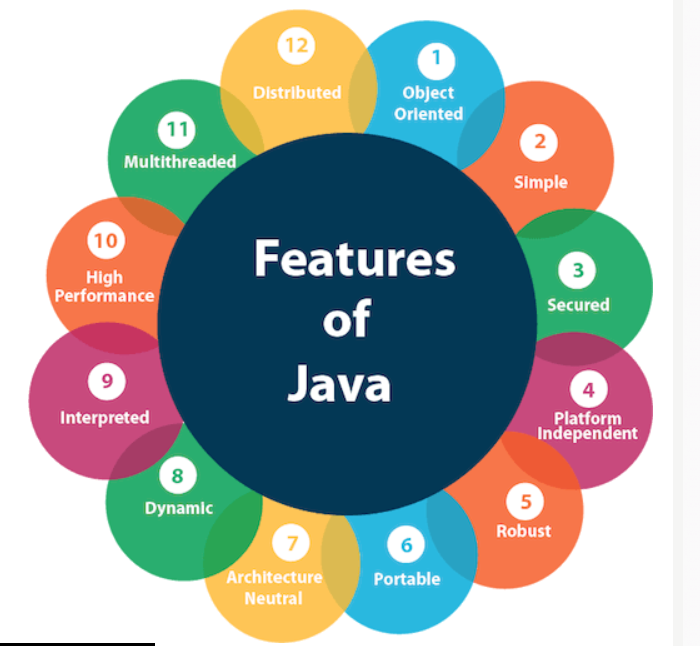 Features
of
Java
1
Object
Oriented
2
Simple
3
Secured
4
Platform
Independent
5
Robust
6
Portable
7
Architecture
Neutral
8
Dynamic
9
Interpreted
10
High
Performance
11
Multithreaded
12
Distributed